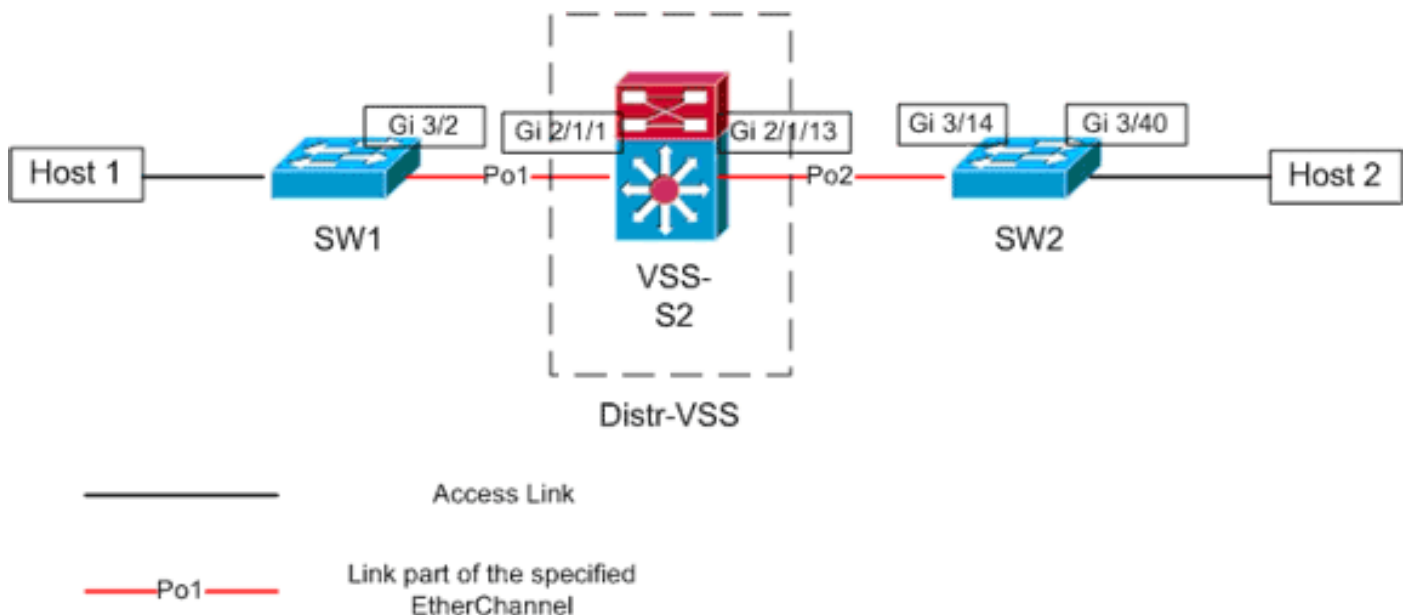 Gi 3/2
Gi 2/1/1
Gi 2/1/13
Gi 3/14
Gi 3/40
Host 1
Po1
Po2
Host 2
SW1
VSS-
S2
SW2
Distr-VSS
Access Link
Po1
Link part of the specified
EtherChannel